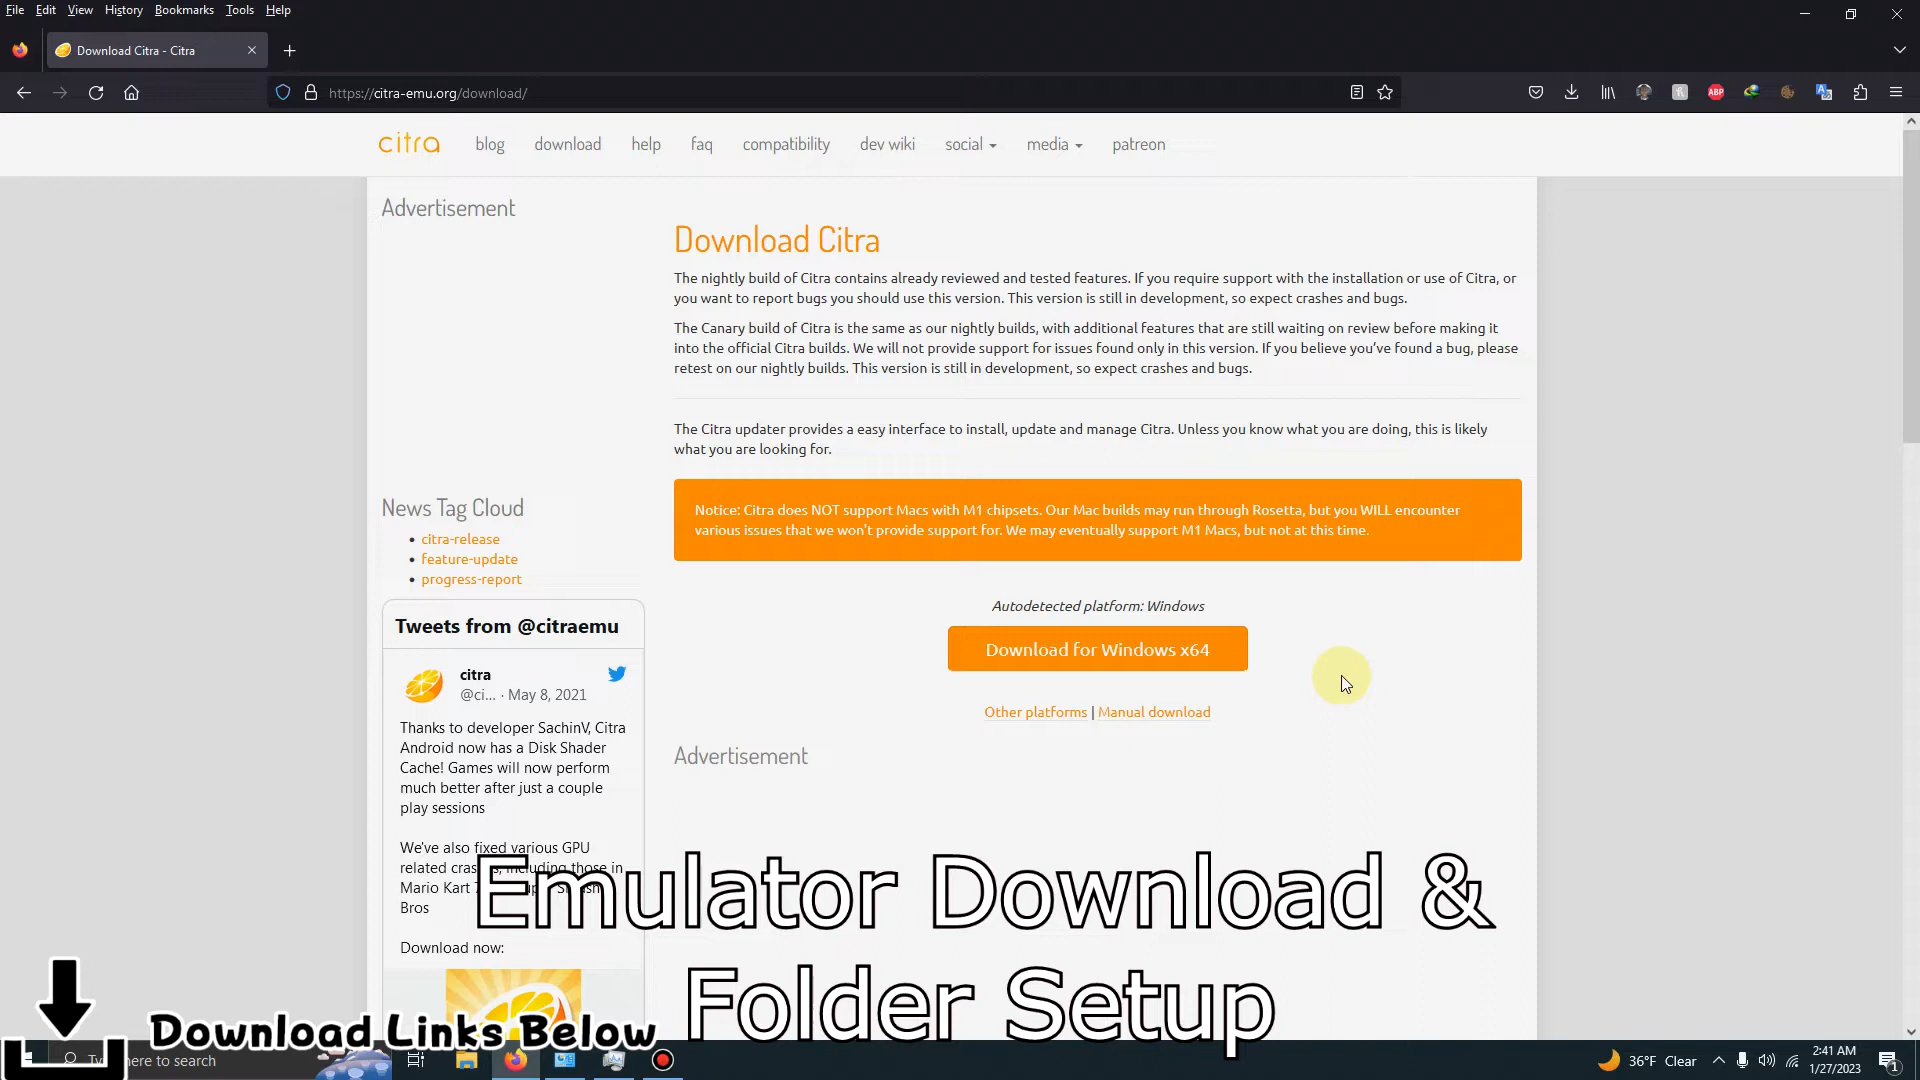 File Edit View History Bookmarks Tools Help
Download Citra - Citra
https://citra-emu.org/download/
ABP
citra blog download help faq compatibility dev wiki social media patreon
Advertisement
Download Citra
The nightly build of Citra contains already reviewed and tested features. If you require support with the installation or use of Citra, or
you want to report bugs you should use this version. This version is still in development, so expect crashes and bugs.
The Canary build of Citra is the same as our nightly builds, with additional features that are still waiting on review before making it
into the official Citra builds. We will not provide support for issues found only in this version. If you believe you've found a bug, please
retest on our nightly builds. This version is still in development, so expect crashes and bugs.
The Citra updater provides a easy interface to install, update and manage Citra. Unless you know what you are doing, this is likely
what you are looking for.
Notice: Citra does NOT support Macs with M1 chipsets. Our Mac builds may run through Rosetta, but you WILL encounter
various issues that we won't provide support for. We may eventually support M1 Macs, but not at this time.
Autodetected platform: Windows
Download for Windows x64
Other platforms | Manual download
Advertisement
News Tag Cloud
citra-release
feature-update
progress-report
Tweets from @citraemu
citra
@ci... · May 8, 2021
Thanks to developer SachinV, Citra
Android now has a Disk Shader
Cache! Games will now perform
much better after just a couple
play sessions
We've also fixed various GPU
related including those in
Mario Kart
Bros
Download now:
Emulator Download &
Folder Setup
Download Links Below
here to search
36°F Clear
2:41 AM
1/27/2023
1